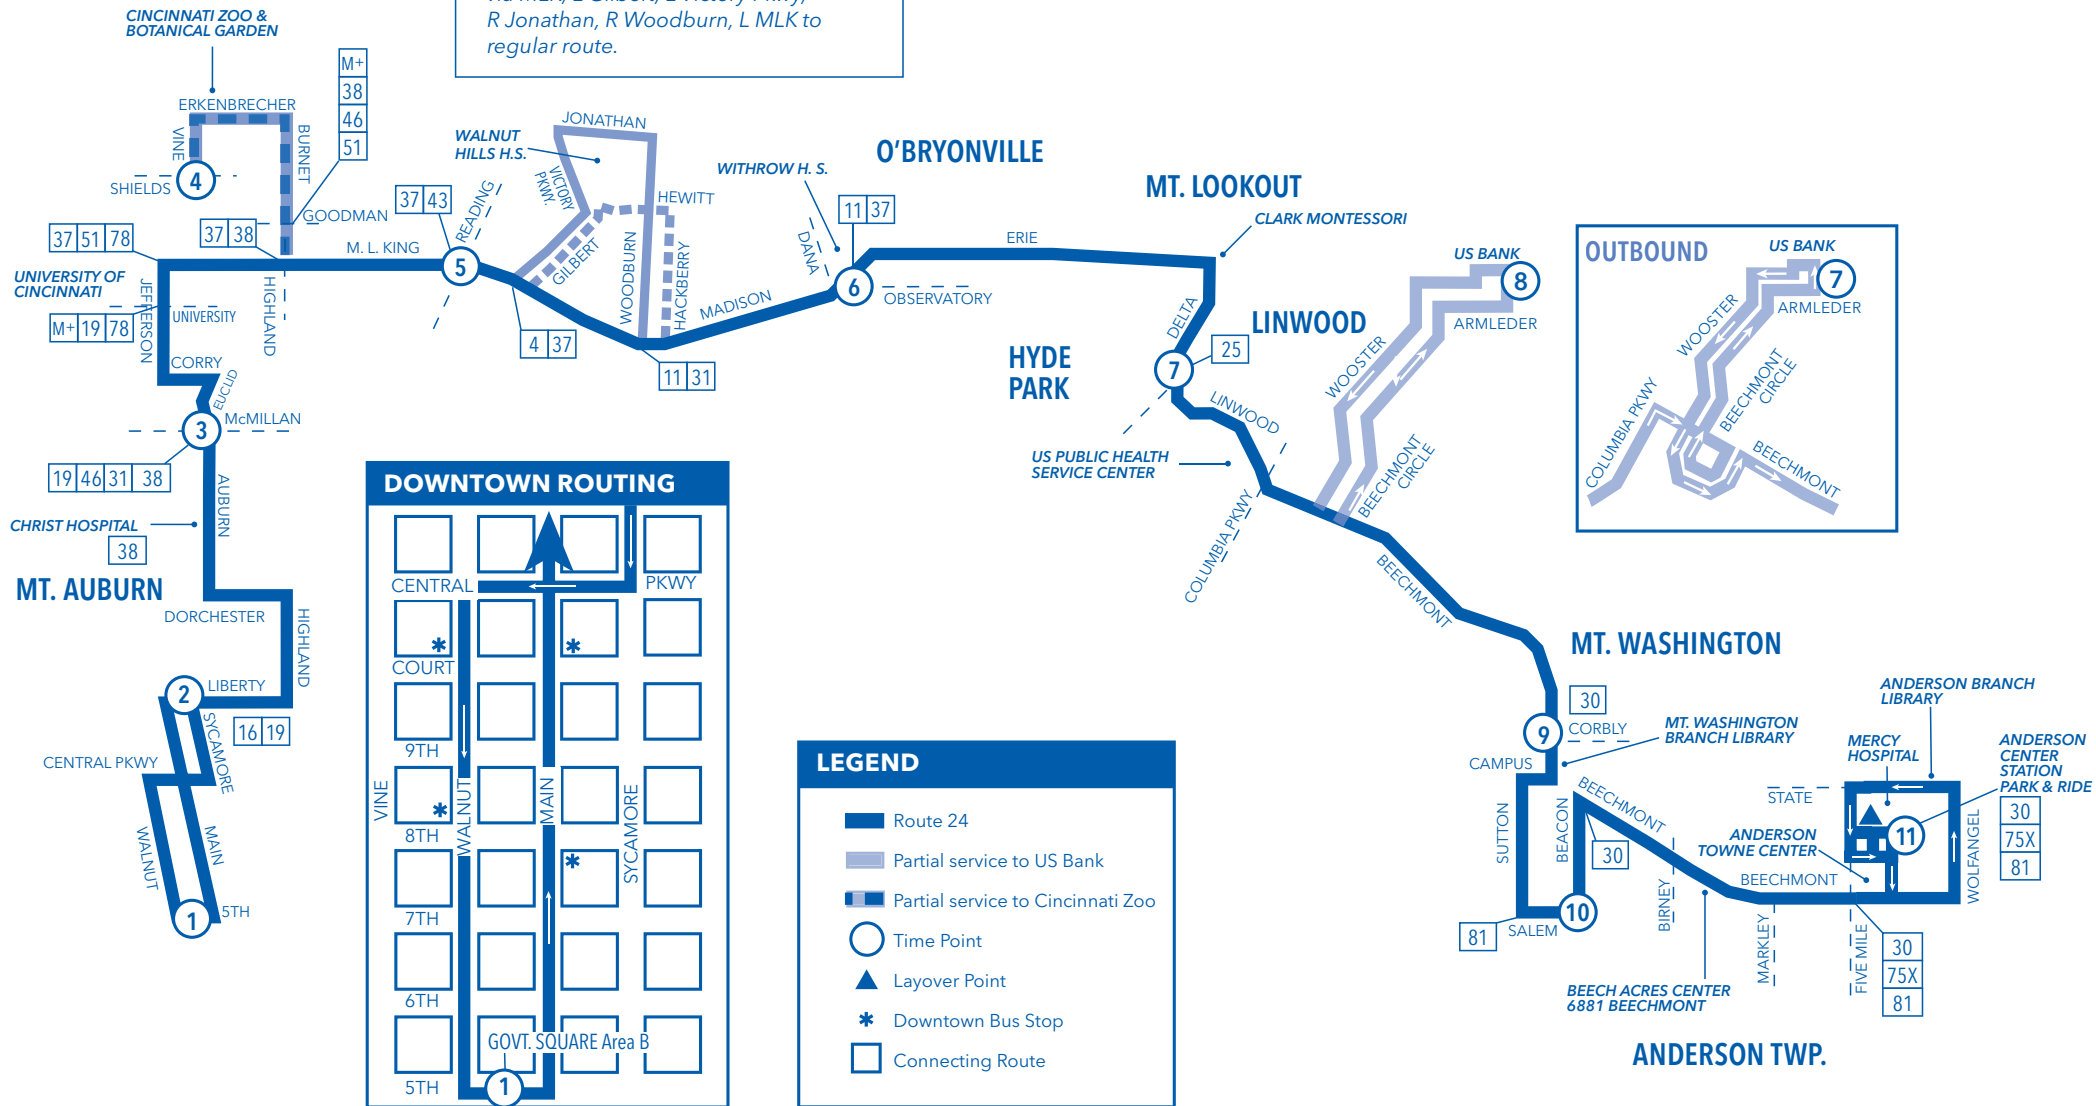 R Jonathan, R Woodburn, L MLK to
regular route.
CINCINNATI ZOO &
BOTANICAL GARDEN
M+
38
46
51
ERKENBRECHER
VINE
BURNET
SHIELDS
4
GOODMAN
37 51 78
37 38
M. L. KING
37 43
READING
5
UNIVERSITY OF
CINCINNATI
JEFFERSON
UNIVERSITY
HIGHLAND
M+ 19 78
CORRY
EUCLID
3
McMILLAN
19 46 31 38
AUBURN
CHRIST HOSPITAL
38
MT. AUBURN
DORCHESTER
HIGHLAND
2
LIBERTY
16 19
SYCAMORE
CENTRAL PKWY
WALNUT
MAIN
1
5TH
WALNUT
HILLS H.S.
JONATHAN
VICTORY
PKWY
HEWITT
GILBERT
WOODBURN
HACKBERRY
4 37
11 31
MADISON
WITHROW H. S.
DANA
11 37
6
OBSERVATORY
O'BRYONVILLE
ERIE
MT. LOOKOUT
CLARK MONTESSORI
DELTA
LINWOOD
HYDE
PARK
7
25
LINWOOD
US PUBLIC HEALTH
SERVICE CENTER
COLUMBIA PKWY
US BANK
8
ARMLEDER
WOOSTER
BEECHMONT
CIRCLE
BEECHMONT
OUTBOUND
US BANK
7
ARMLEDER
WOOSTER
BEECHMONT
CIRCLE
COLUMBIA PKWY
BEECHMONT
DOWNTOWN ROUTING
CENTRAL
PKWY
*
*
COURT
9TH
VINE
WALNUT
MAIN
SYCAMORE
*
8TH
*
7TH
6TH
GOVT. SQUARE Area B
5TH
1
LEGEND
Route 24
Partial service to US Bank
Partial service to Cincinnati Zoo
Time Point
Layover Point
* Downtown Bus Stop
Connecting Route
MT. WASHINGTON
30
9
CORBLY
MT. WASHINGTON
BRANCH LIBRARY
CAMPUS
SUTTON
BEACON
BEECHMONT
30
10
81
SALEM
BIRNEY
BEECH ACRES CENTER
6881 BEECHMONT
MARKLEY
BEECHMONT
ANDERSON
TOWNE CENTER
STATE
MERCY
HOSPITAL
ANDERSON BRANCH
LIBRARY
ANDERSON
CENTER
STATION
PARK & RIDE
30
75X
81
11
WOLFANGEL
FIVE MILE
30
75X
81
ANDERSON TWP.